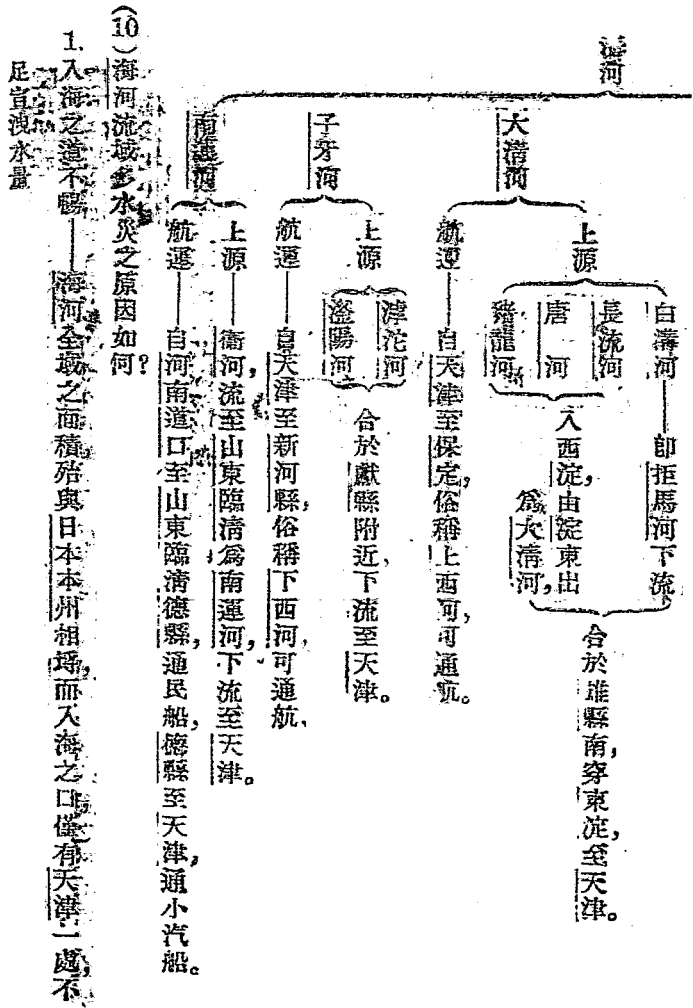 海河
大清河
上源
白溝河——卽拒馬河下流
長流河
唐河
豬龍河
入西淀,由淀東出
爲大清河,
合於雄縣南,穿東淀,至天津。
航運——自天津至保定,俗稱上西河,可通航。
子牙河
上源
滹沱河
滏陽河
合於獻縣附近,下流至天津。
航運——自天津至新河縣,俗稱下西河,可通航。
南運河
上源——衞河,流至山東臨清爲南運河,下流至天津。
航運——自河南道口至山東臨清德縣,通民船,德縣至天津,通小汽船。
(10)海河流域多水災之原因如何?
1.入海之道不暢——海河全域之面積殆與日本本州相埓,而入海之口僅有天津一處,不
足宣洩水量